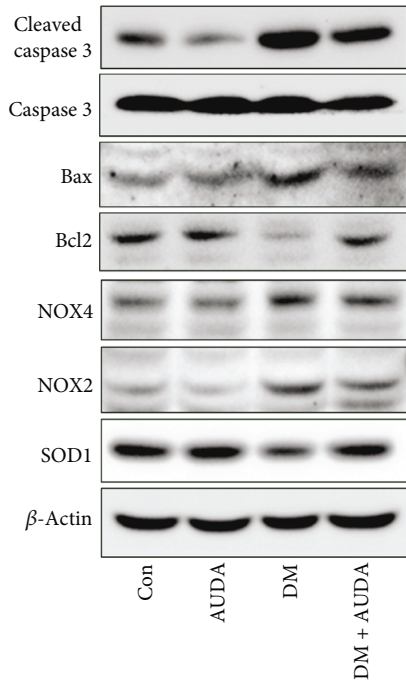 Cleaved
caspase 3
Caspase 3
Bax
Bcl2
NOX4
NOX2
SOD1
β-Actin
Con
AUDA
DM
DM + AUDA